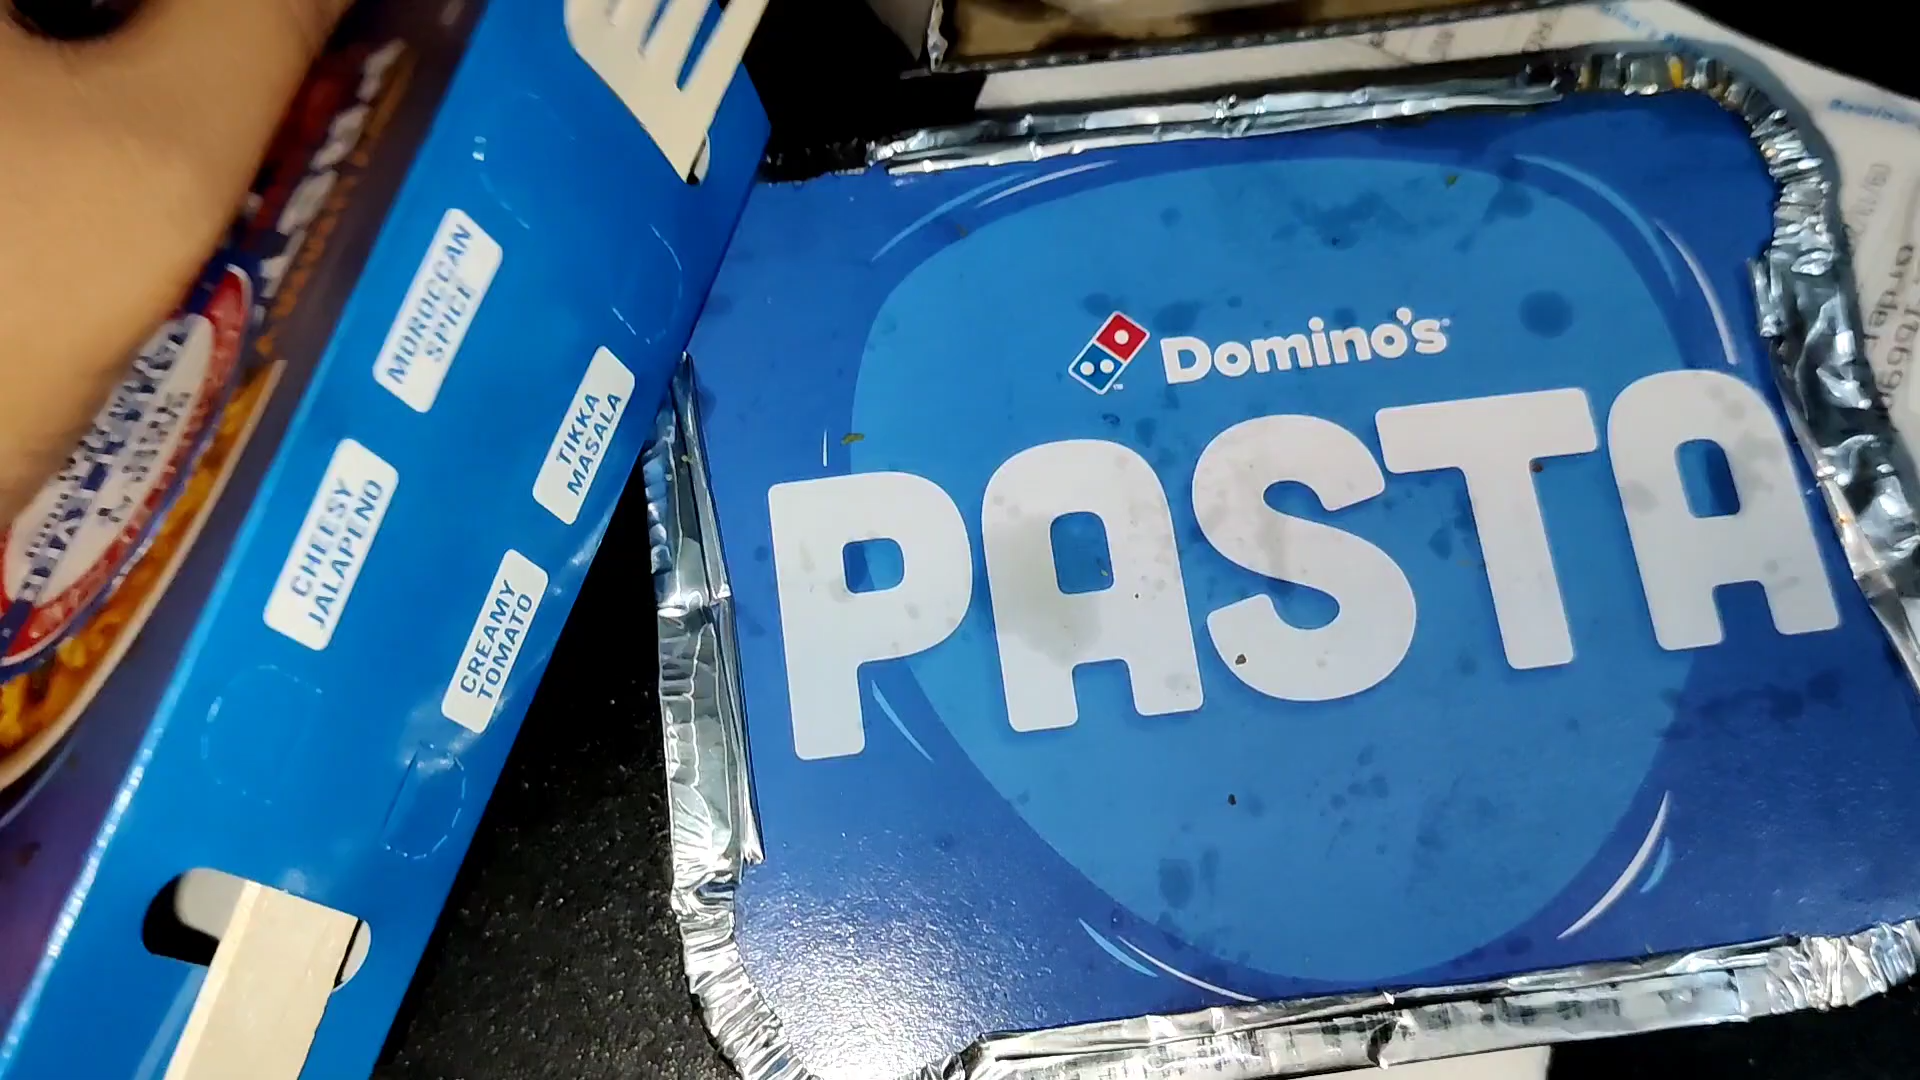 MOROCCAN
SPICE
TIKKA
MASALA
CHEESY
JALAPENO
CREAMY
TOMATO
Domino's
PASTA